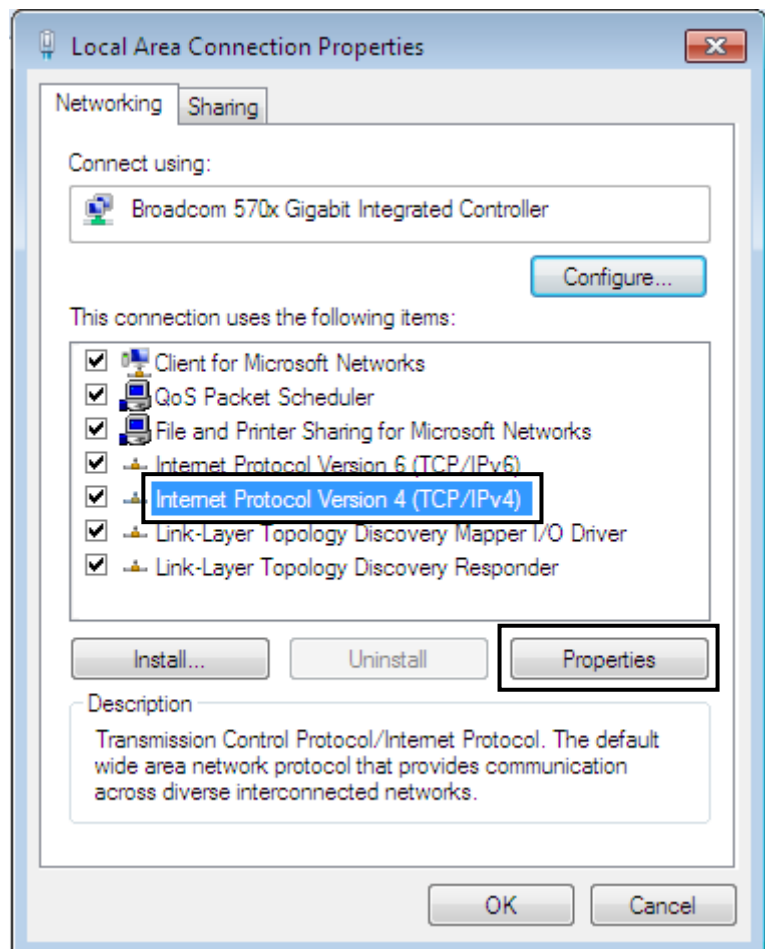 Local Area Connection Properties
Networking
Sharing
Connect using:
Broadcom 570x Gigabit Integrated Controller
Configure...
This connection uses the following items:
Client for Microsoft Networks
QoS Packet Scheduler
File and Printer Sharing for Microsoft Networks
Internet Protocol Version 6 (TCP/IPv6)
Internet Protocol Version 4 (TCP/IPv4)
Link-Layer Topology Discovery Mapper I/O Driver
Link-Layer Topology Discovery Responder
Install...
Uninstall
Properties
Description
Transmission Control Protocol/Internet Protocol. The default
wide area network protocol that provides communication
across diverse interconnected networks.
OK
Cancel